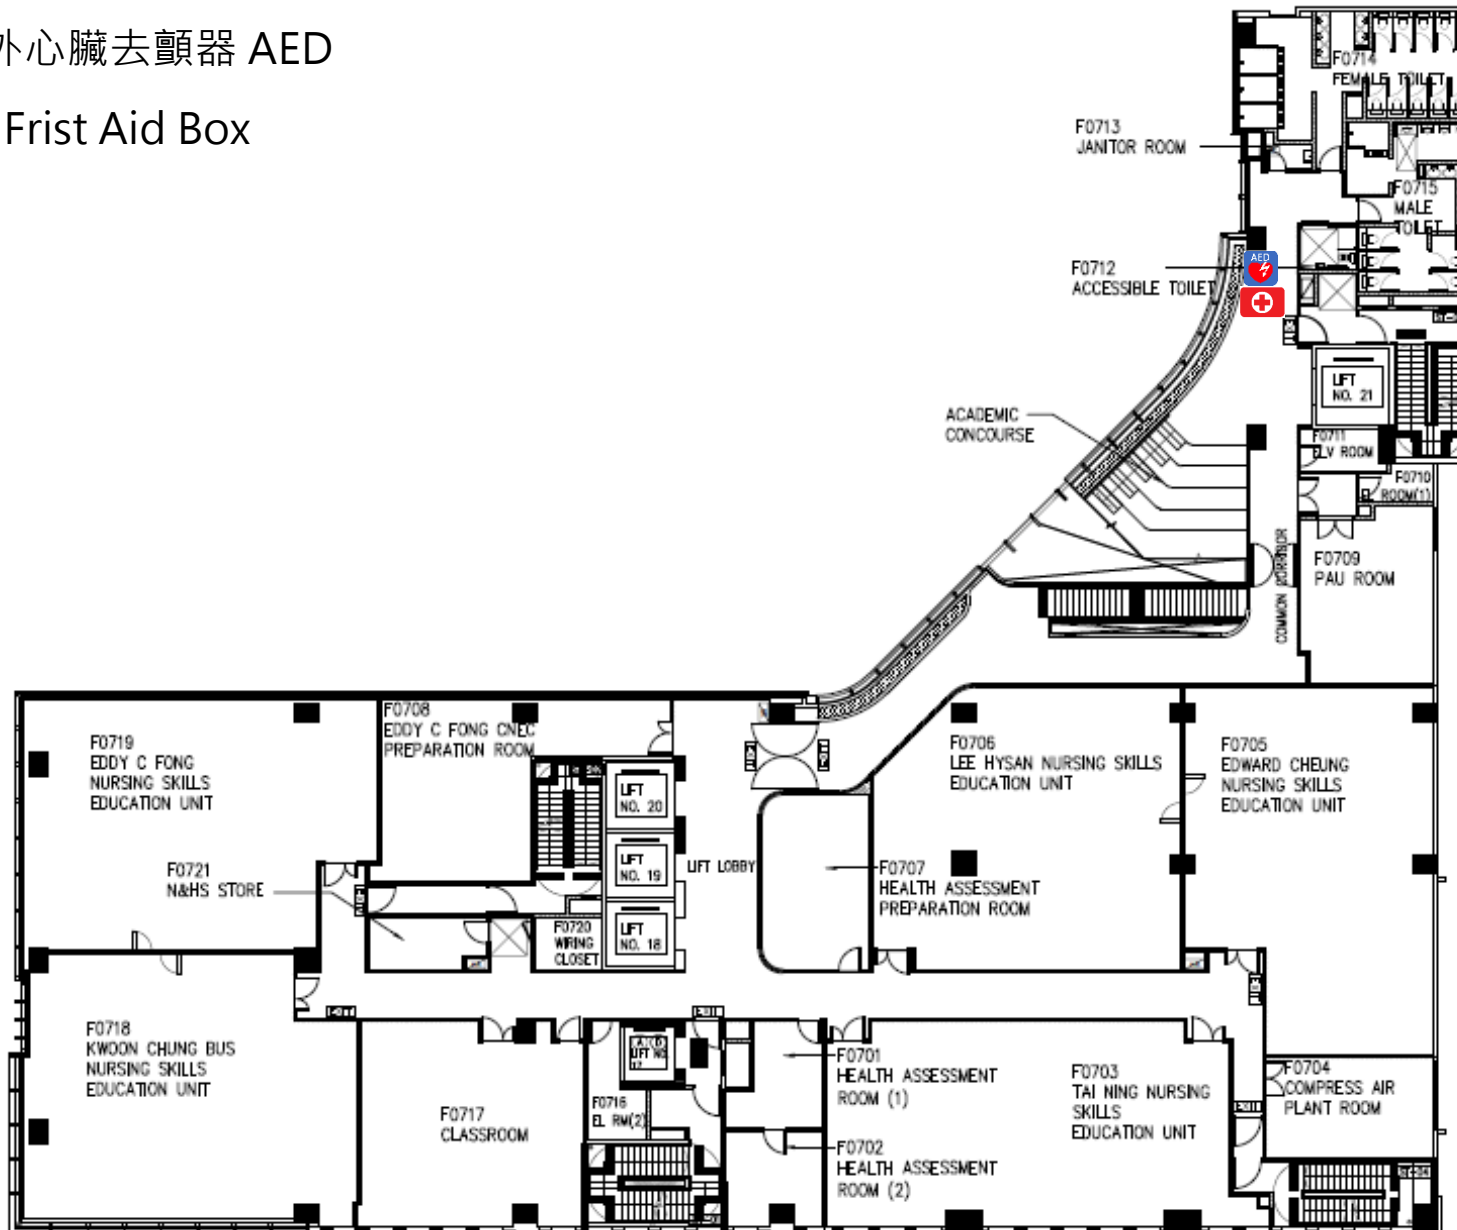 外心臟去顫器 AED
Frist Aid Box
F0714
FEMALE TOILET
F0713
JANITOR ROOM
F0715
MALE
TOILET
AED
F0712
ACCESSIBLE TOILET
LIFT
NO. 21
ACADEMIC
CONCOURSE
F0711
ELV ROOM
F0710
ROOM(1)
COMMON CORRIDOR
F0709
PAU ROOM
F0708
EDDY C FONG CNEC
PREPARATION ROOM
F0719
EDDY C FONG
NURSING SKILLS
EDUCATION UNIT
F0706
LEE HYSAN NURSING SKILLS
EDUCATION UNIT
F0705
EDWARD CHEUNG
NURSING SKILLS
EDUCATION UNIT
LIFT
NO. 20
LIFT
NO. 19
LIFT LOBBY
F0721
N&HS STORE
F0707
HEALTH ASSESSMENT
PREPARATION ROOM
F0720
WIRING
CLOSET
LIFT
NO. 18
EXIT
EXIT
F0718
KWOON CHUNG BUS
NURSING SKILLS
EDUCATION UNIT
LIFT NO
17
F0701
HEALTH ASSESSMENT
ROOM (1)
F0703
TAI NING NURSING
SKILLS
EDUCATION UNIT
F0704
COMPRESS AIR
PLANT ROOM
F0716
EL RM(2)
F0717
CLASSROOM
EXIT
F0702
HEALTH ASSESSMENT
ROOM (2)